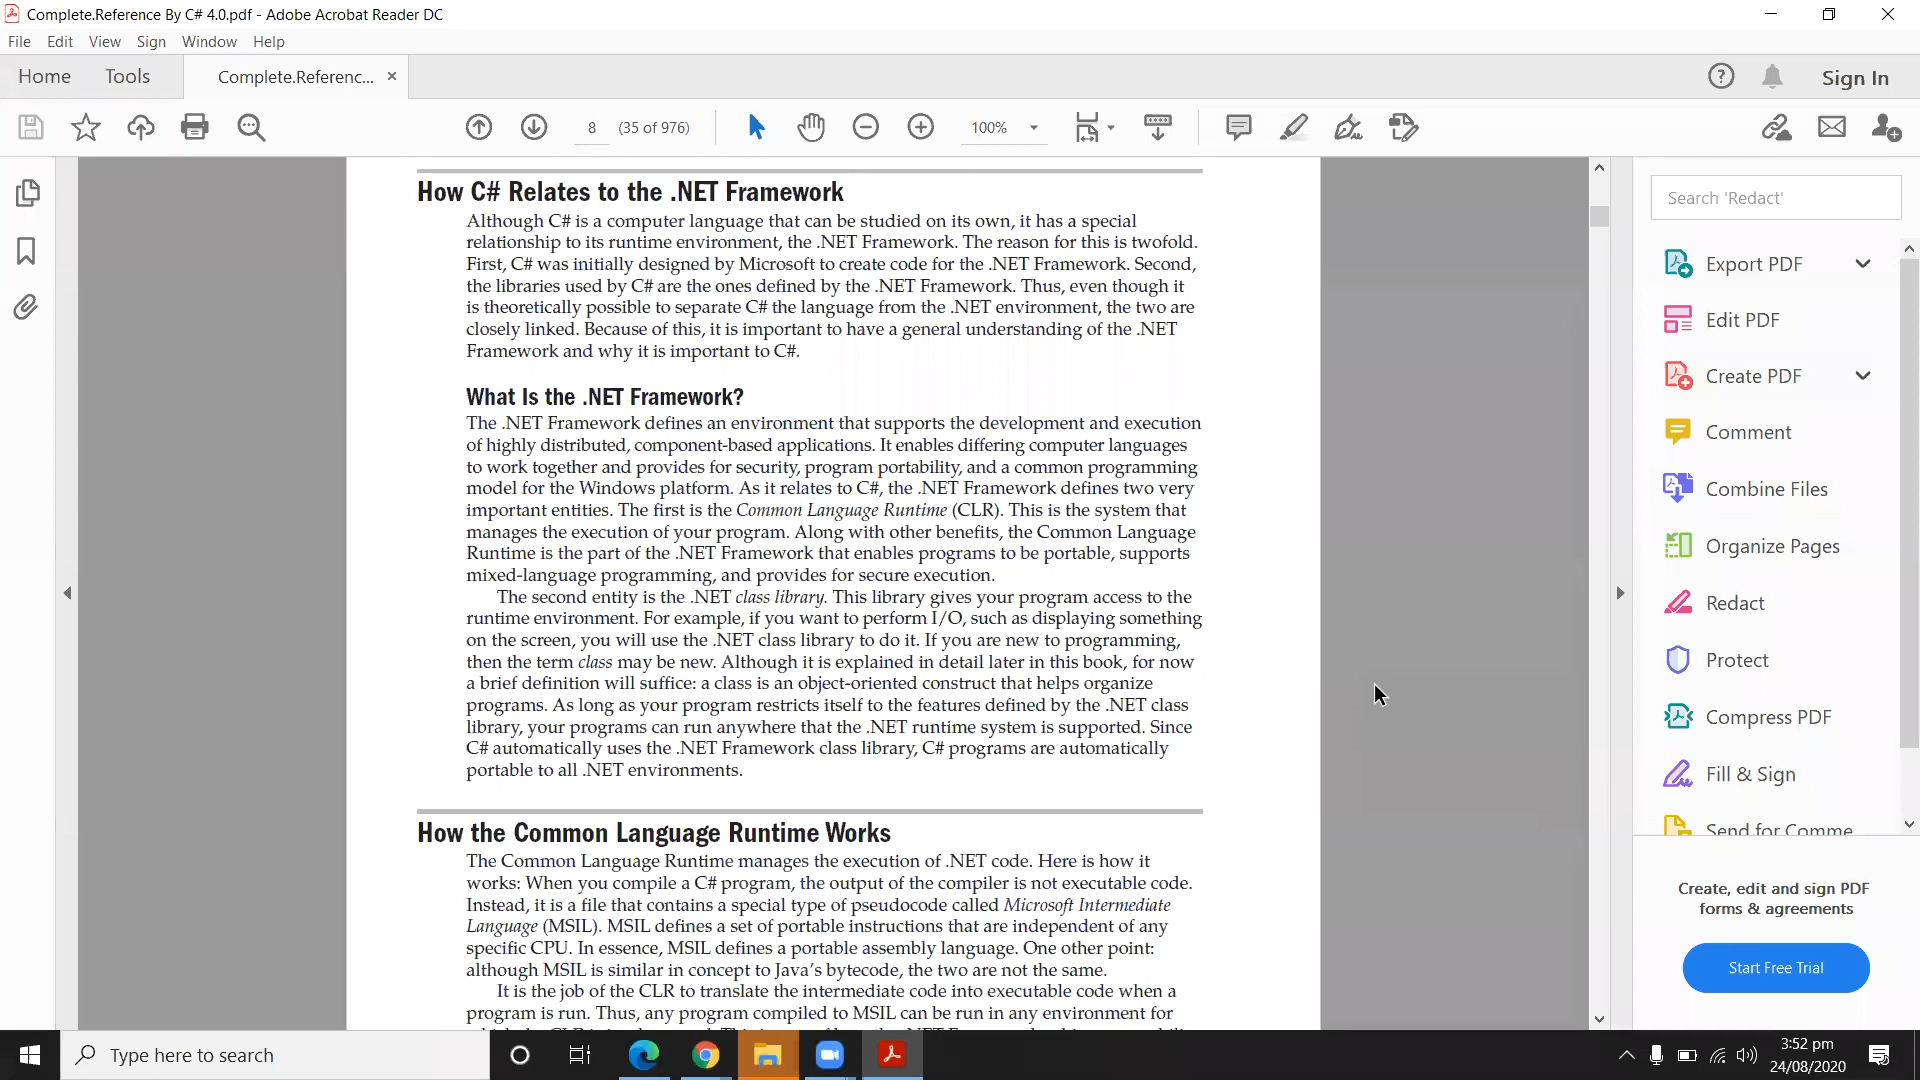 Complete.Reference By C# 4.0.pdf - Adobe Acrobat Reader DC
File Edit View Sign Window Help
Home Tools Complete.Referenc... × Sign In
8 (35 of 976) 100%
Search 'Redact'
Export PDF
Edit PDF
Create PDF
Comment
Combine Files
Organize Pages
Redact
Protect
Compress PDF
Fill & Sign
Send for Comme
Create, edit and sign PDF
forms & agreements
Start Free Trial
How C# Relates to the .NET Framework
Although C# is a computer language that can be studied on its own, it has a special
relationship to its runtime environment, the .NET Framework. The reason for this is twofold.
First, C# was initially designed by Microsoft to create code for the .NET Framework. Second,
the libraries used by C# are the ones defined by the .NET Framework. Thus, even though it
is theoretically possible to separate C# the language from the .NET environment, the two are
closely linked. Because of this, it is important to have a general understanding of the .NET
Framework and why it is important to C#.
What Is the .NET Framework?
The .NET Framework defines an environment that supports the development and execution
of highly distributed, component-based applications. It enables differing computer languages
to work together and provides for security, program portability, and a common programming
model for the Windows platform. As it relates to C#, the .NET Framework defines two very
important entities. The first is the Common Language Runtime (CLR). This is the system that
manages the execution of your program. Along with other benefits, the Common Language
Runtime is the part of the .NET Framework that enables programs to be portable, supports
mixed-language programming, and provides for secure execution.
The second entity is the .NET class library. This library gives your program access to the
runtime environment. For example, if you want to perform I/O, such as displaying something
on the screen, you will use the .NET class library to do it. If you are new to programming,
then the term class may be new. Although it is explained in detail later in this book, for now
a brief definition will suffice: a class is an object-oriented construct that helps organize
programs. As long as your program restricts itself to the features defined by the .NET class
library, your programs can run anywhere that the .NET runtime system is supported. Since
C# automatically uses the .NET Framework class library, C# programs are automatically
portable to all .NET environments.
How the Common Language Runtime Works
The Common Language Runtime manages the execution of .NET code. Here is how it
works: When you compile a C# program, the output of the compiler is not executable code.
Instead, it is a file that contains a special type of pseudocode called Microsoft Intermediate
Language (MSIL). MSIL defines a set of portable instructions that are independent of any
specific CPU. In essence, MSIL defines a portable assembly language. One other point:
although MSIL is similar in concept to Java's bytecode, the two are not the same.
It is the job of the CLR to translate the intermediate code into executable code when a
program is run. Thus, any program compiled to MSIL can be run in any environment for
Type here to search
3:52 pm
24/08/2020